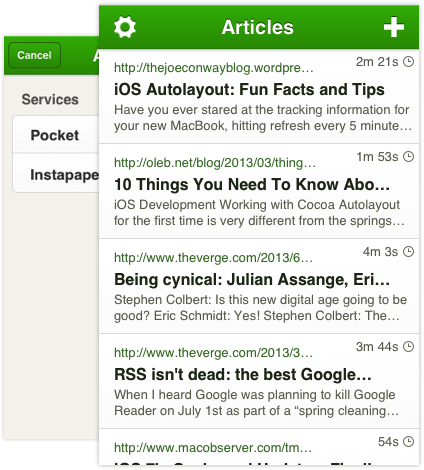 Cancel
Services
Pocket
Instapape
Articles
2m 21s
http://thejoeconwayblog.wordpre…
iOS Autolayout: Fun Facts and Tips
Have you ever stared at the tracking information for
your new MacBook, hitting refresh every 5 minute…
1m 53s
http://oleb.net/blog/2013/03/thing…
10 Things You Need To Know Abo…
iOS Development Working with Cocoa Autolayout
for the first time is very different from the springs…
4m 3s
http://www.theverge.com/2013/6…
Being cynical: Julian Assange, Eri…
Stephen Colbert: Is this new digital age going to be
good? Eric Schmidt: Yes! Stephen Colbert: The…
3m 44s
http://www.theverge.com/2013/3…
RSS isn't dead: the best Google…
When I heard Google was planning to kill Google
Reader on July 1st as part of a “spring cleaning…
54s
http://www.macobserver.com/tm…